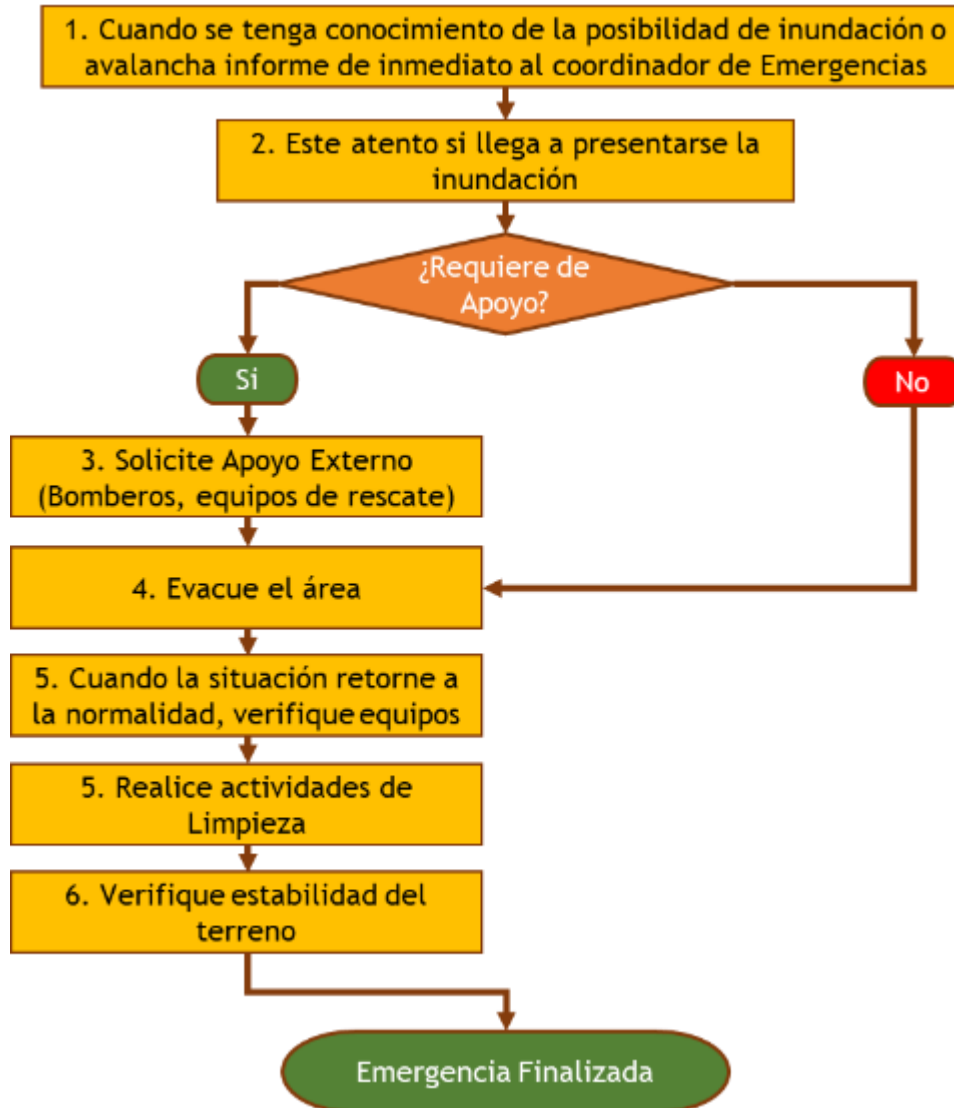 1. Cuando se tenga conocimiento de la posibilidad de inundación o
avalancha informe de inmediato al coordinador de Emergencias
2. Este atento si llega a presentarse la
inundación
¿Requiere de
Apoyo?
Si
No
3. Solicite Apoyo Externo
(Bomberos, equipos de rescate)
4. Evacue el área
5. Cuando la situación retorne a
la normalidad, verifique equipos
5. Realice actividades de
Limpieza
6. Verifique estabilidad del
terreno
Emergencia Finalizada